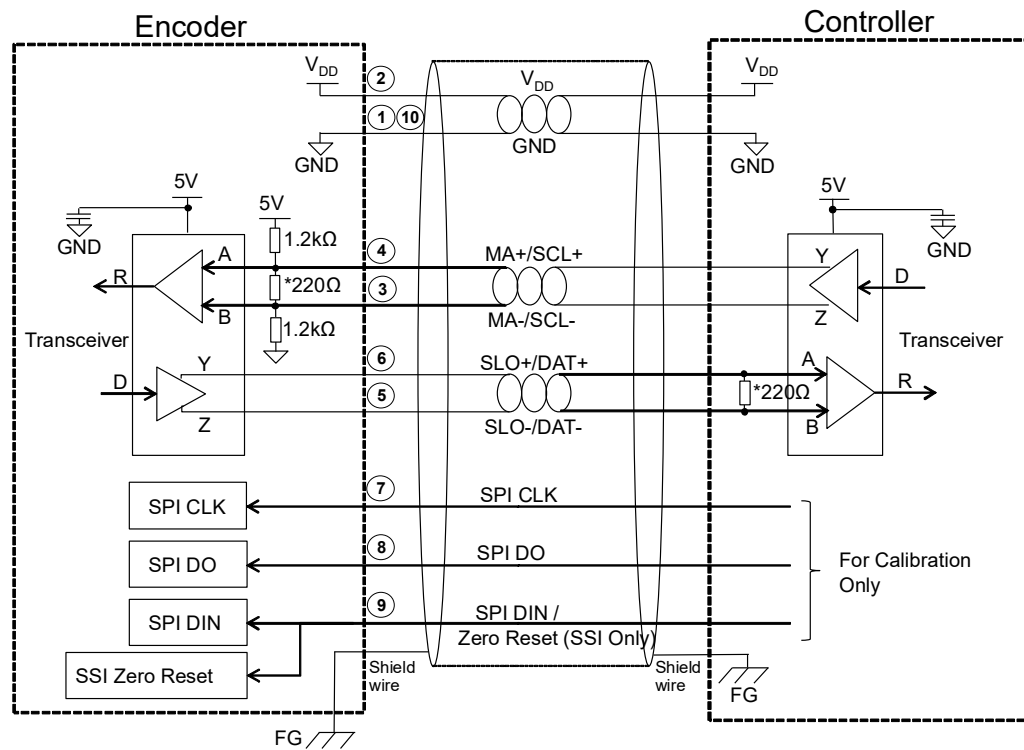 Encoder
Controller
VDD
2
VDD
VDD
1
10
GND
GND
GND
5V
5V
5V
GND
1.2kΩ
GND
A
4
MA+/SCL+
Y
R
*220Ω
D
3
B
MA-/SCL-
Z
1.2kΩ
Transceiver
Transceiver
Y
6
SLO+/DAT+
A
D
*220Ω
R
5
Z
SLO-/DAT-
B
7
SPI CLK
SPI CLK
8
SPI DO
SPI DO
For Calibration
Only
9
SPI DIN
SPI DIN /
Zero Reset (SSI Only)
SSI Zero Reset
Shield
wire
Shield
wire
FG
FG